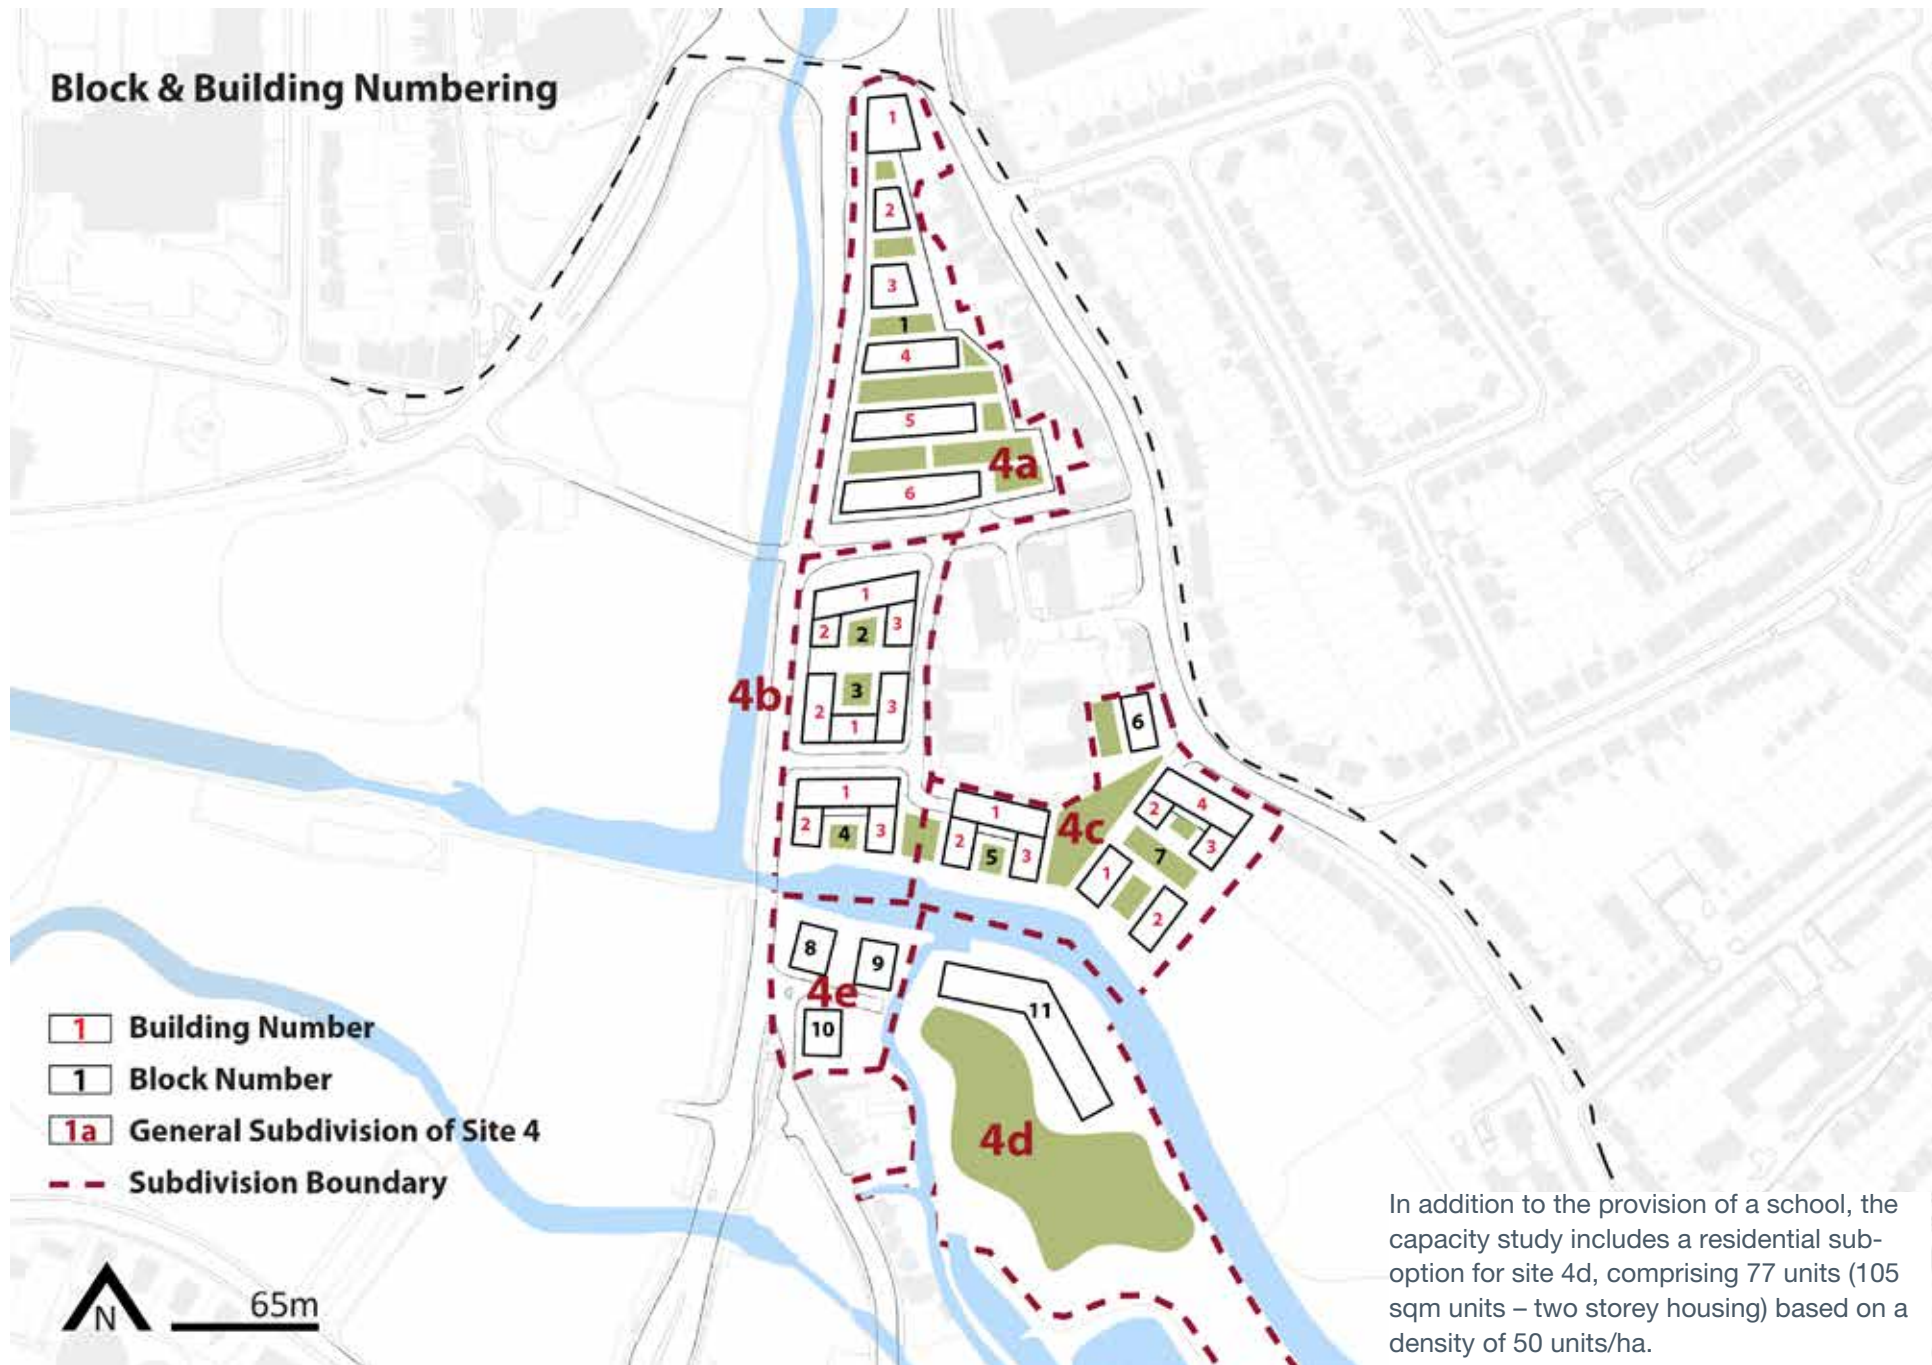 Block & Building Numbering
1
2
3
1
4
5
4a
6
1
2
2
3
3
4b
2
3
1
6
1
2
4
3
1
2
5
3
4c
4
2
3
7
1
2
8
9
4e
10
11
4d
1 Building Number
1 Block Number
1a General Subdivision of Site 4
Subdivision Boundary
N
65m
In addition to the provision of a school, the
capacity study includes a residential sub-
option for site 4d, comprising 77 units (105
sqm units – two storey housing) based on a
density of 50 units/ha.